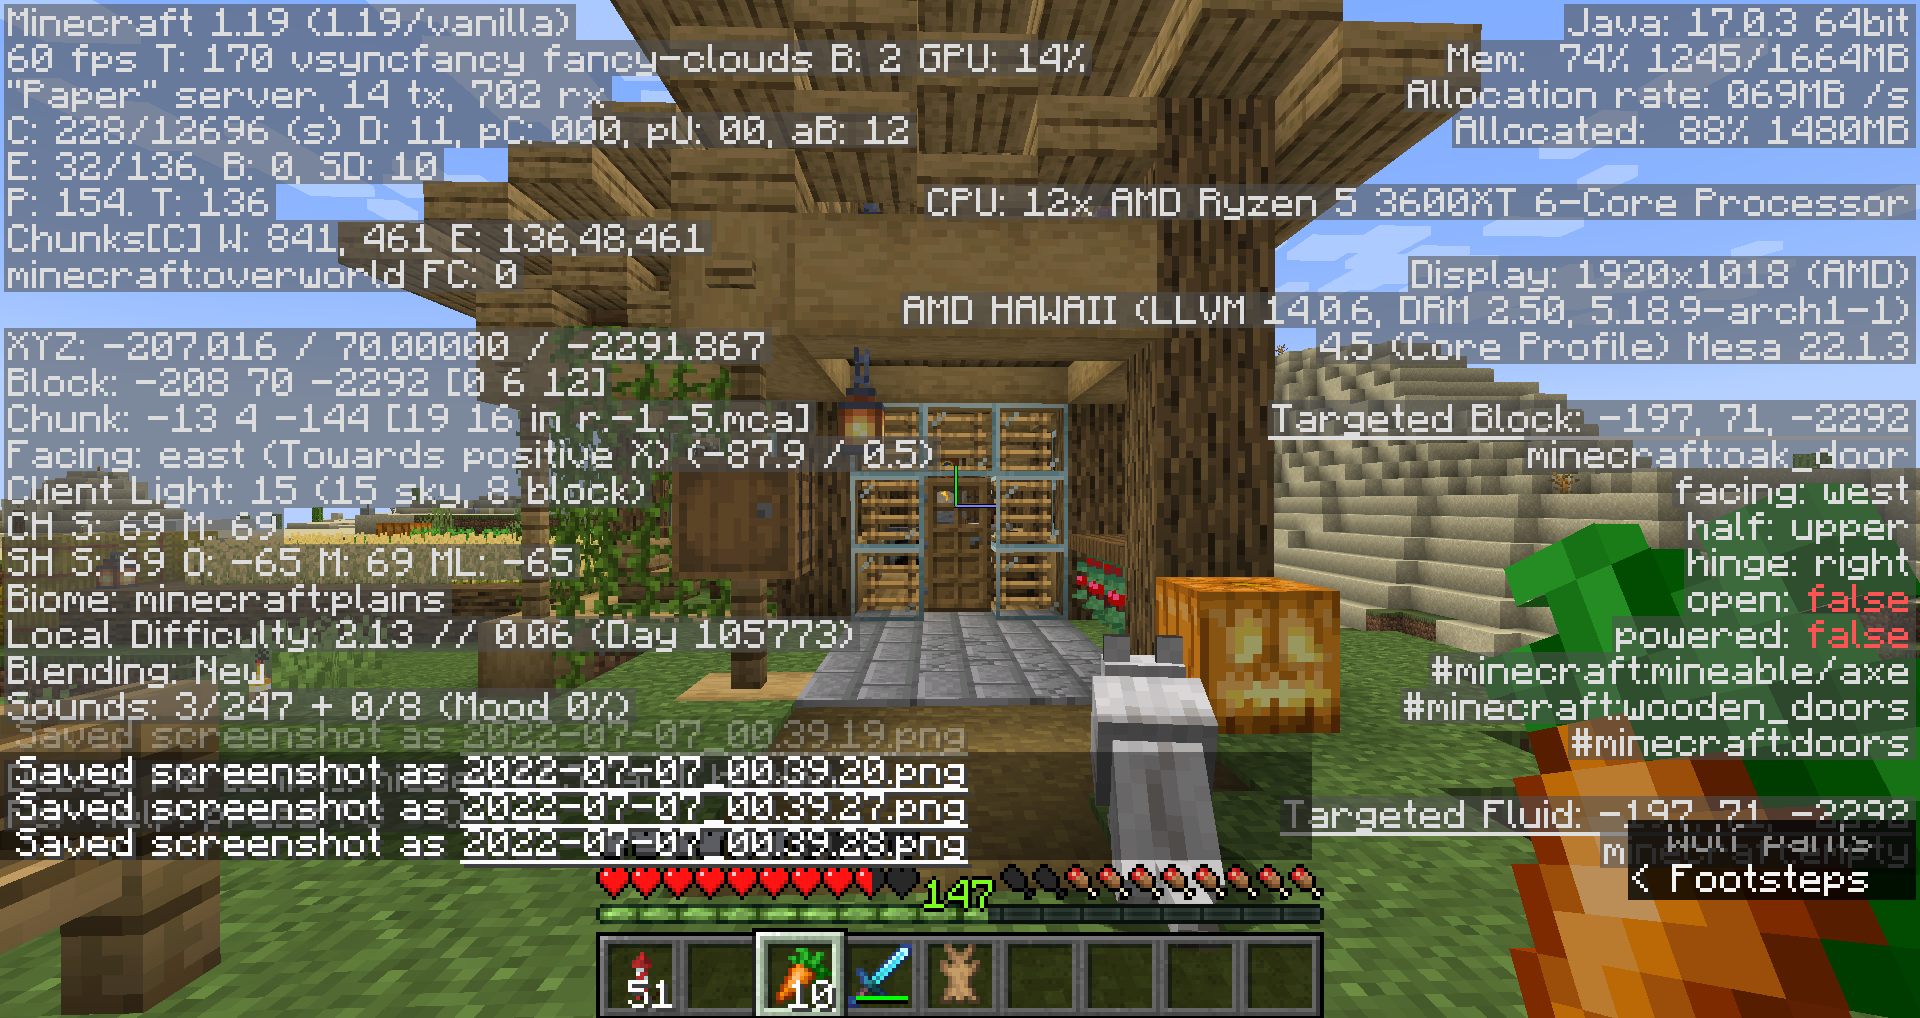 Minecraft 1.19 (1.19/vanilla)
60 fps T: 170 vsyncfancy fancy-clouds B: 2 GPU: 14%
"Paper" server, 14 tx, 702 rx
C: 228/12696 (s) D: 11, pC: 000, pU: 00, aB: 12
E: 32/136, B: 0, SD: 10
P: 154. T: 136
Chunks[C] W: 841, 461 E: 136,48,461
minecraft:overworld FC: 0
XYZ: -207.016 / 70.00000 / -2291.867
Block: -208 70 -2292 [0 6 12]
Chunk: -13 4 -144 [19 16 in r.-1.-5.mca]
Facing: east (Towards positive X) (-87.9 / 0.5)
Client Light: 15 (15 sky, 8 block)
CH S: 69 M: 69
SH S: 69 O: -65 M: 69 ML: -65
Biome: minecraft:plains
Local Difficulty: 2.13 // 0.06 (Day 105773)
Blending: New
Sounds: 3/247 + 0/8 (Mood 0%)
Saved screenshot as 2022-07-07_00.39.19.png
Saved screenshot as 2022-07-07_00.39.20.png
Saved screenshot as 2022-07-07_00.39.27.png
Saved screenshot as 2022-07-07_00.39.28.png
Java: 17.0.3 64bit
Mem: 74% 1245/1664MB
Allocation rate: 069MB /s
Allocated: 88% 1480MB
CPU: 12x AMD Ryzen 5 3600XT 6-Core Processor
Display: 1920x1018 (AMD)
AMD HAWAII (LLVM 14.0.6, DRM 2.50, 5.18.9-arch1-1)
4.5 (Core Profile) Mesa 22.1.3
Targeted Block: -197, 71, -2292
minecraft:oak_door
facing: west
half: upper
hinge: right
open: false
powered: false
#minecraft:mineable/axe
#minecraft:wooden_doors
#minecraft:doors
Targeted Fluid: -197, 71, -2292
minecraft:empty
Wolf pants
< Footsteps
147
51
10